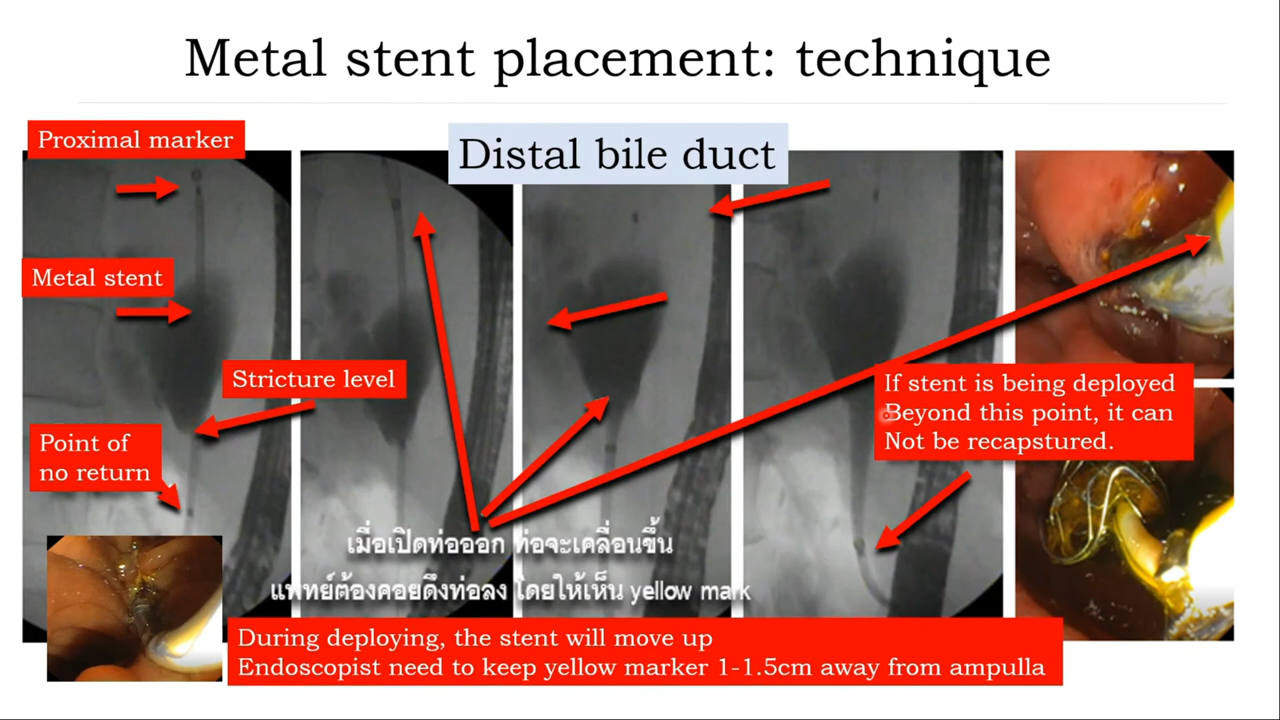 Metal stent placement: technique
Proximal marker
Distal bile duct
Metal stent
Stricture level
If stent is being deployed
Beyond this point, it can
Not be recapstured.
Point of
no return
เมื่อเปิดท่อออก ท่อจะเคลื่อนขึ้น
แพทย์ต้องคอยดึงท่อลง โดยให้เห็น yellow mark
During deploying, the stent will move up
Endoscopist need to keep yellow marker 1-1.5cm away from ampulla